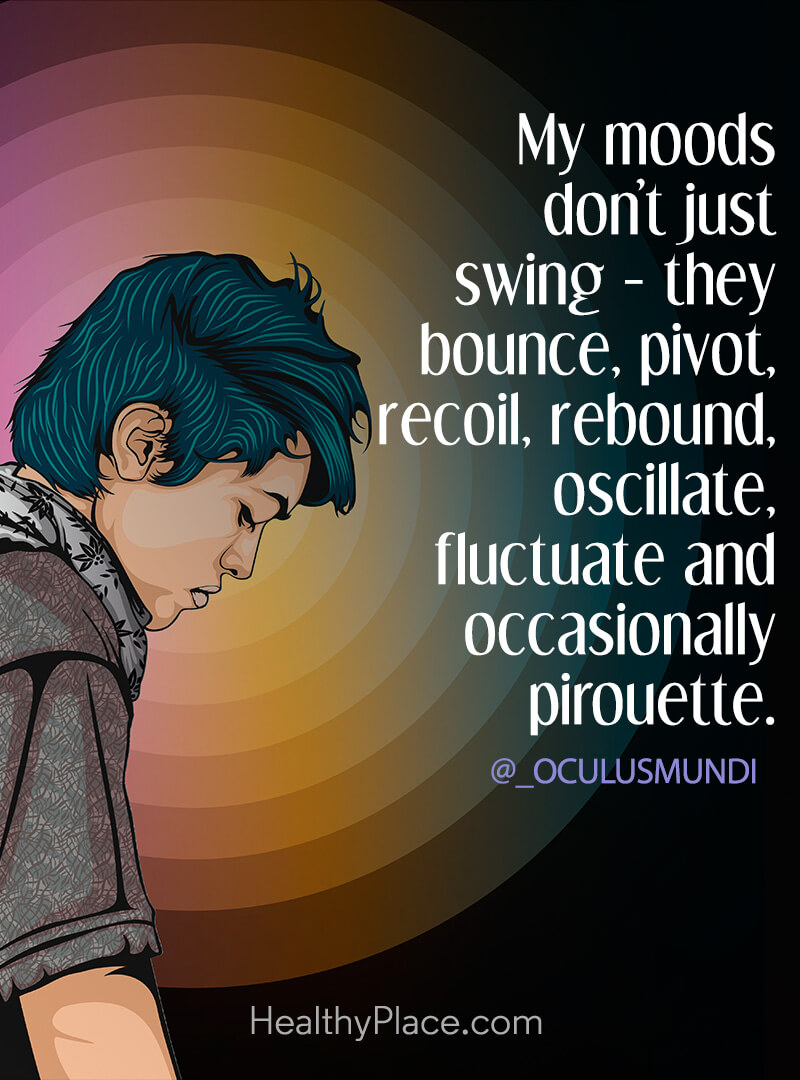 My moods
don't just
swing - they
bounce, pivot,
recoil, rebound,
oscillate,
fluctuate and
occasionally
pirouette.
@_OCULUSMUNDI
HealthyPlace.com